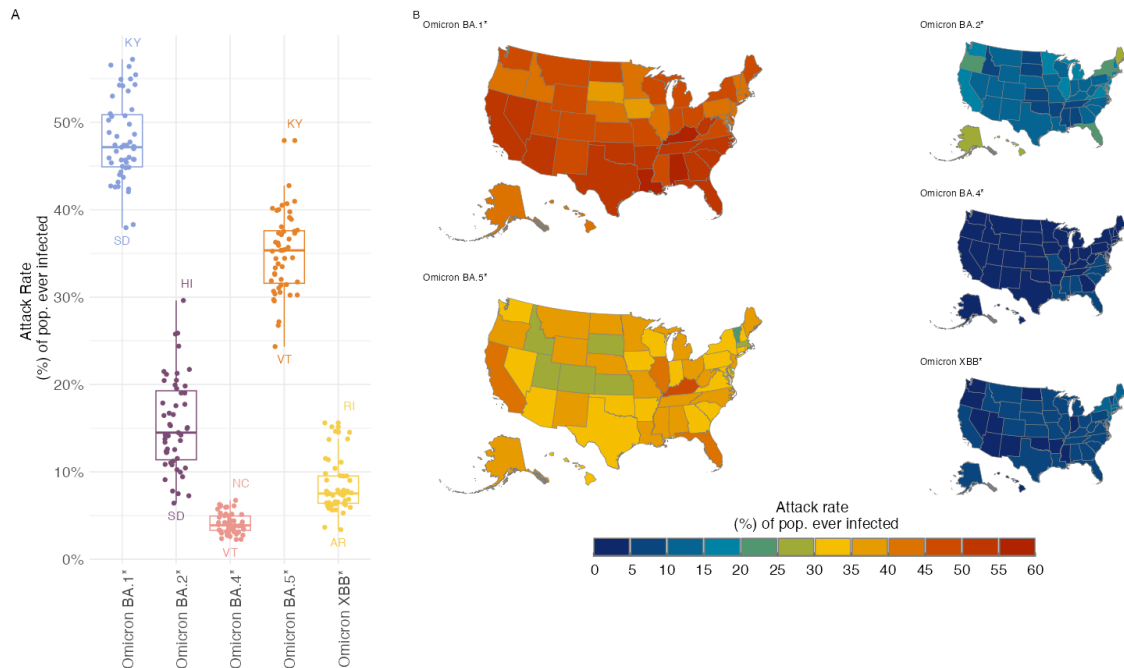 A
Attack Rate
(%) of pop. ever infected
50%
40%
30%
20%
10%
0%
KY
SD
HI
SD
NC
VT
KY
VT
RI
AR
Omicron BA.1*
Omicron BA.2*
Omicron BA.4*
Omicron BA.5*
Omicron XBB*
B
Omicron BA.1*
Omicron BA.2*
Omicron BA.4*
Omicron BA.5*
Omicron XBB*
Attack rate
(%) of pop. ever infected
0 5 10 15 20 25 30 35 40 45 50 55 60